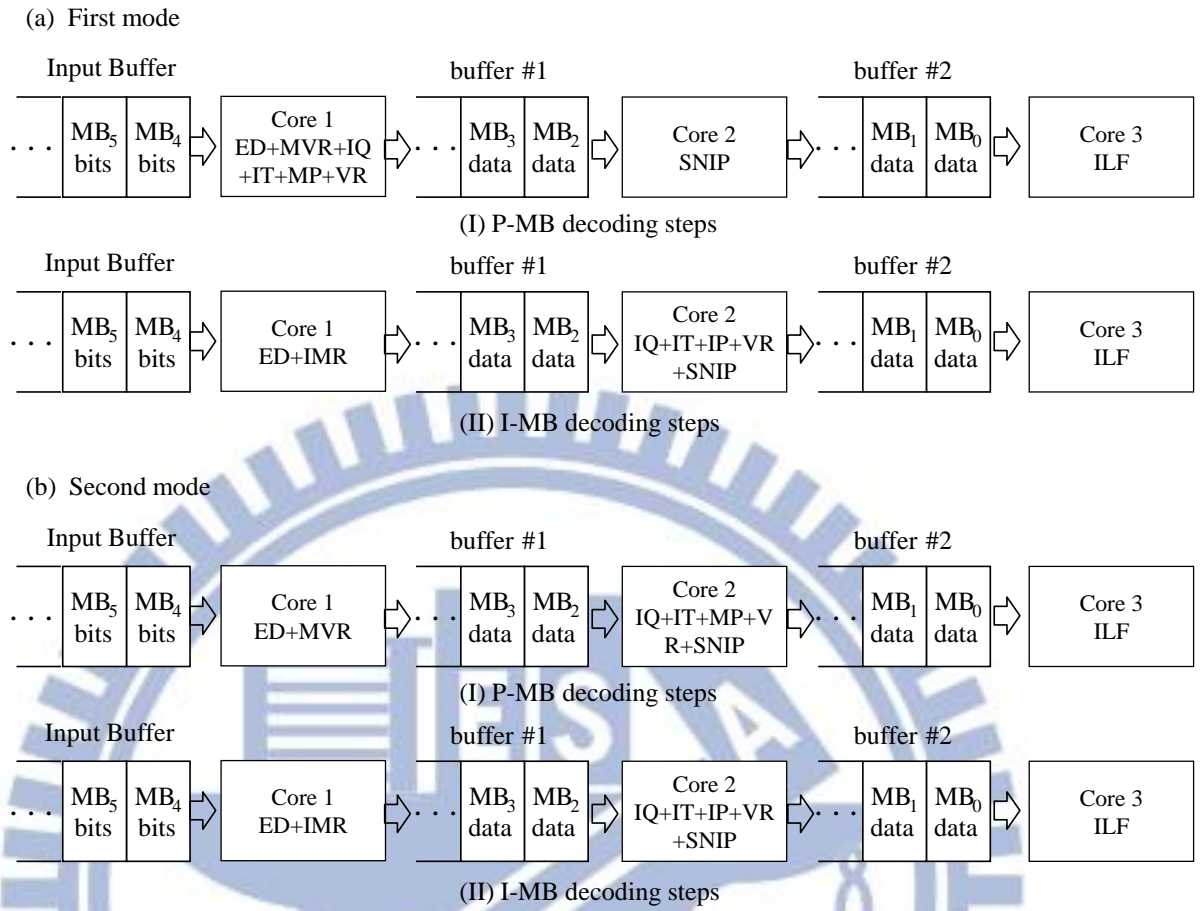 (a) First mode
Input Buffer buffer #1 buffer #2
. . . MB5 bits MB4 bits Core 1 ED+MVR+IQ +IT+MP+VR . . . MB3 data MB2 data Core 2 SNIP . . . MB1 data MB0 data Core 3 ILF
(I) P-MB decoding steps
Input Buffer buffer #1 buffer #2
. . . MB5 bits MB4 bits Core 1 ED+IMR . . . MB3 data MB2 data Core 2 IQ+IT+IP+VR +SNIP . . . MB1 data MB0 data Core 3 ILF
(II) I-MB decoding steps
(b) Second mode
Input Buffer buffer #1 buffer #2
. . . MB5 bits MB4 bits Core 1 ED+MVR . . . MB3 data MB2 data Core 2 IQ+IT+MP+V R+SNIP . . . MB1 data MB0 data Core 3 ILF
(I) P-MB decoding steps
Input Buffer buffer #1 buffer #2
. . . MB5 bits MB4 bits Core 1 ED+IMR . . . MB3 data MB2 data Core 2 IQ+IT+IP+VR +SNIP . . . MB1 data MB0 data Core 3 ILF
(II) I-MB decoding steps
E S A